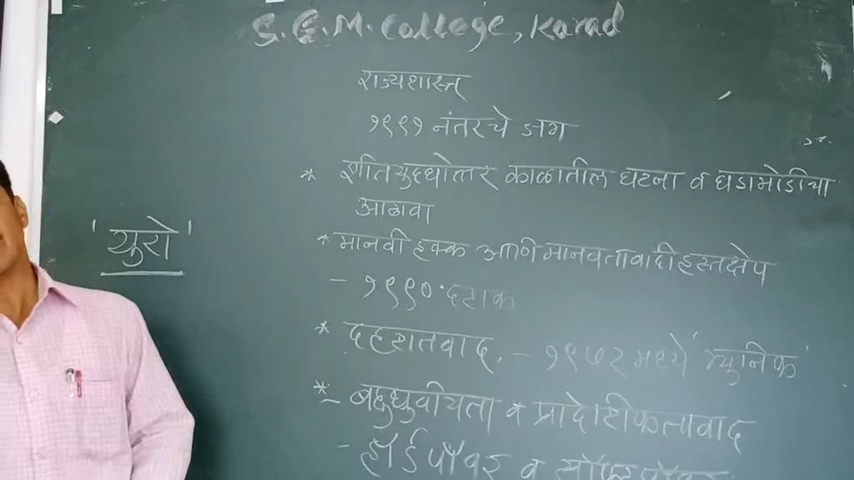 S.G.M. College, Karad
राज्यशास्त्र
१९९१ नंतरचे जग
* शीतयुद्धोत्तर काळातील घटना व घडामोडींचा
आढावा
'युरो'
* मानवी हक्क आणि मानवतावादी हस्तक्षेप
- १९९० दशक
* दहशतवाद. - १९७२ मध्ये 'म्युनिक'
* बहुध्रुवीयता व प्रादेशिकतावाद
- हार्ड पॉवर व सॉफ्ट पॉवर